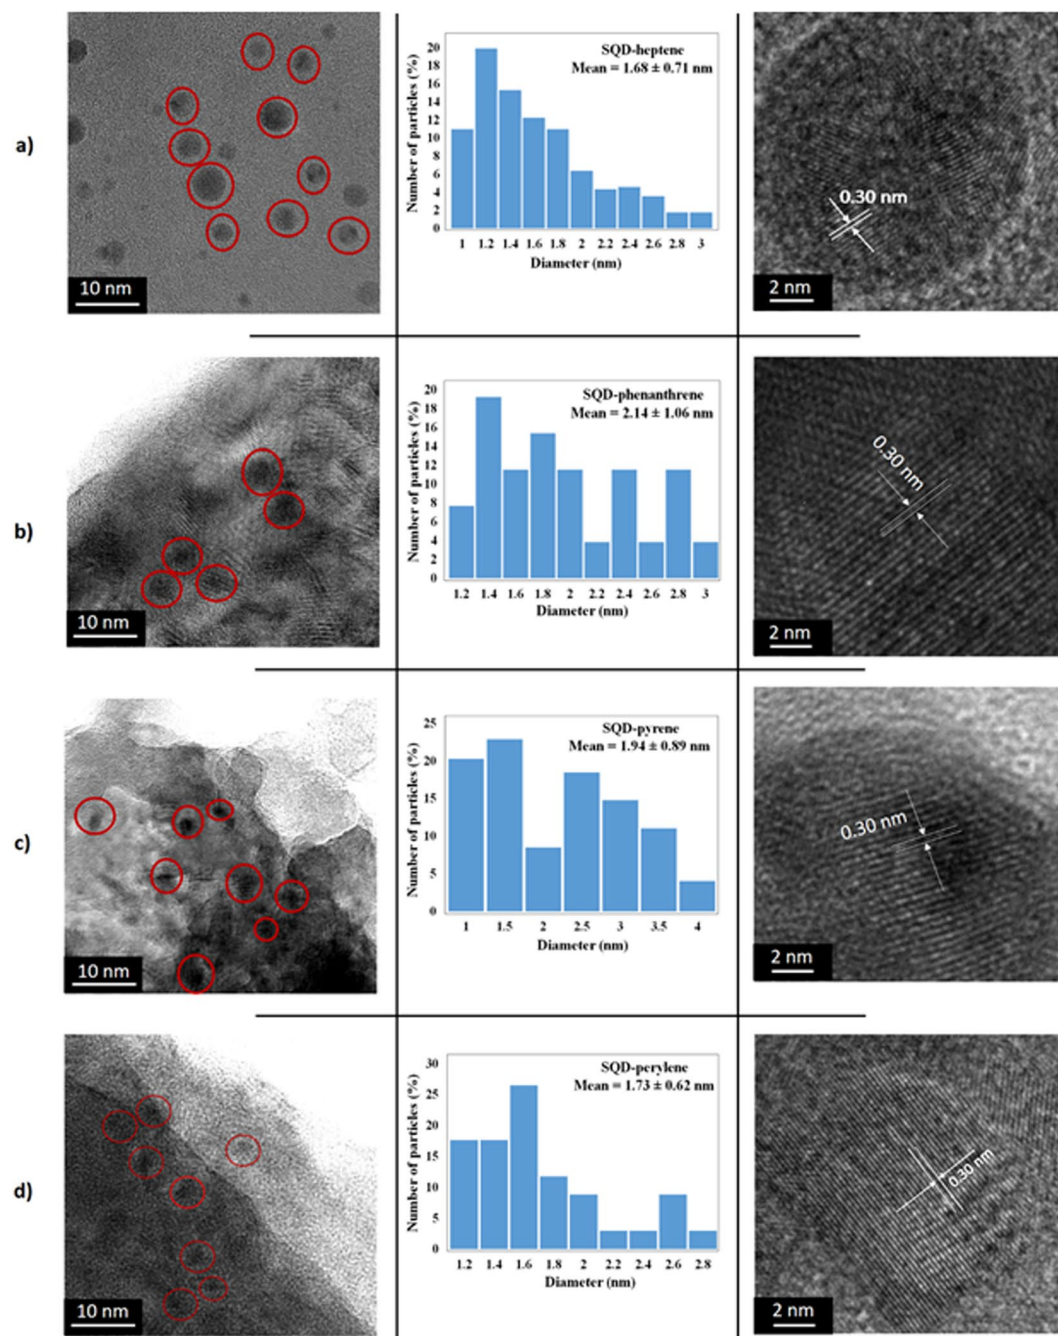 a)
10 nm
Number of particles (%)
20
18
16
14
12
10
8
6
4
2
0
SQD-heptene
Mean = 1.68 ± 0.71 nm
1 1.2 1.4 1.6 1.8 2 2.2 2.4 2.6 2.8 3
Diameter (nm)
0.30 nm
2 nm
b)
10 nm
Number of particles (%)
20
18
16
14
12
10
8
6
4
2
0
SQD-phenanthrene
Mean = 2.14 ± 1.06 nm
1.2 1.4 1.6 1.8 2 2.2 2.4 2.6 2.8 3
Diameter (nm)
0.30 nm
2 nm
c)
10 nm
Number of particles (%)
25
20
15
10
5
0
SQD-pyrene
Mean = 1.94 ± 0.89 nm
1 1.5 2 2.5 3 3.5 4
Diameter (nm)
0.30 nm
2 nm
d)
10 nm
Number of particles (%)
30
25
20
15
10
5
0
SQD-perylene
Mean = 1.73 ± 0.62 nm
1.2 1.4 1.6 1.8 2 2.2 2.4 2.6 2.8
Diameter (nm)
0.30 nm
2 nm